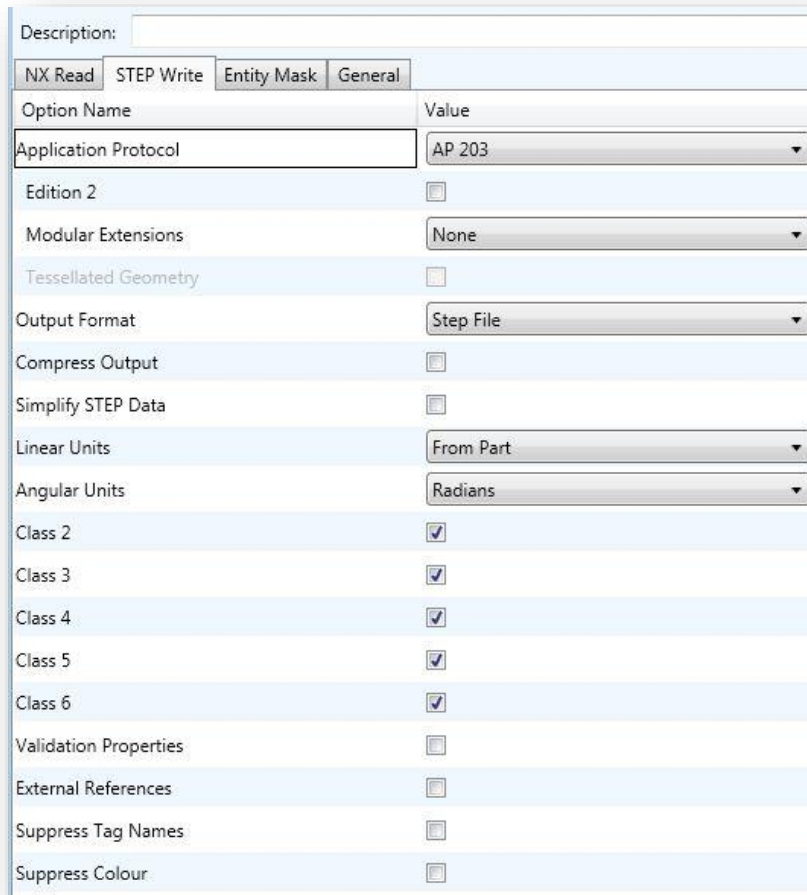 Description:
NX Read STEP Write Entity Mask General
Option Name Value
Application Protocol AP 203
Edition 2
Modular Extensions None
Tessellated Geometry
Output Format Step File
Compress Output
Simplify STEP Data
Linear Units From Part
Angular Units Radians
Class 2
Class 3
Class 4
Class 5
Class 6
Validation Properties
External References
Suppress Tag Names
Suppress Colour